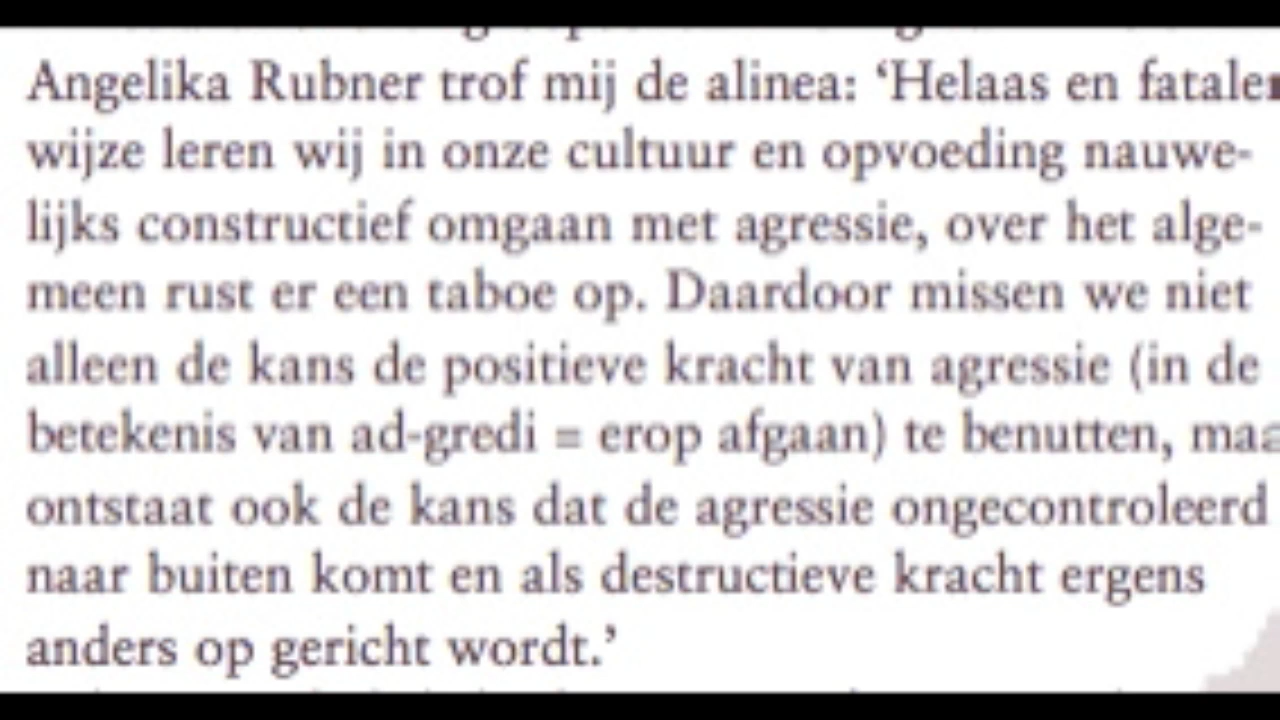 Angelika Rubner trof mij de alinea: ‘Helaas en fatale
wijze leren wij in onze cultuur en opvoeding nauwe-
lijks constructief omgaan met agressie, over het alge-
meen rust er een taboe op. Daardoor missen we niet
alleen de kans de positieve kracht van agressie (in de
betekenis van ad-gredi = erop afgaan) te benutten, maa
ontstaat ook de kans dat de agressie ongecontroleerd
naar buiten komt en als destructieve kracht ergens
anders op gericht wordt.’